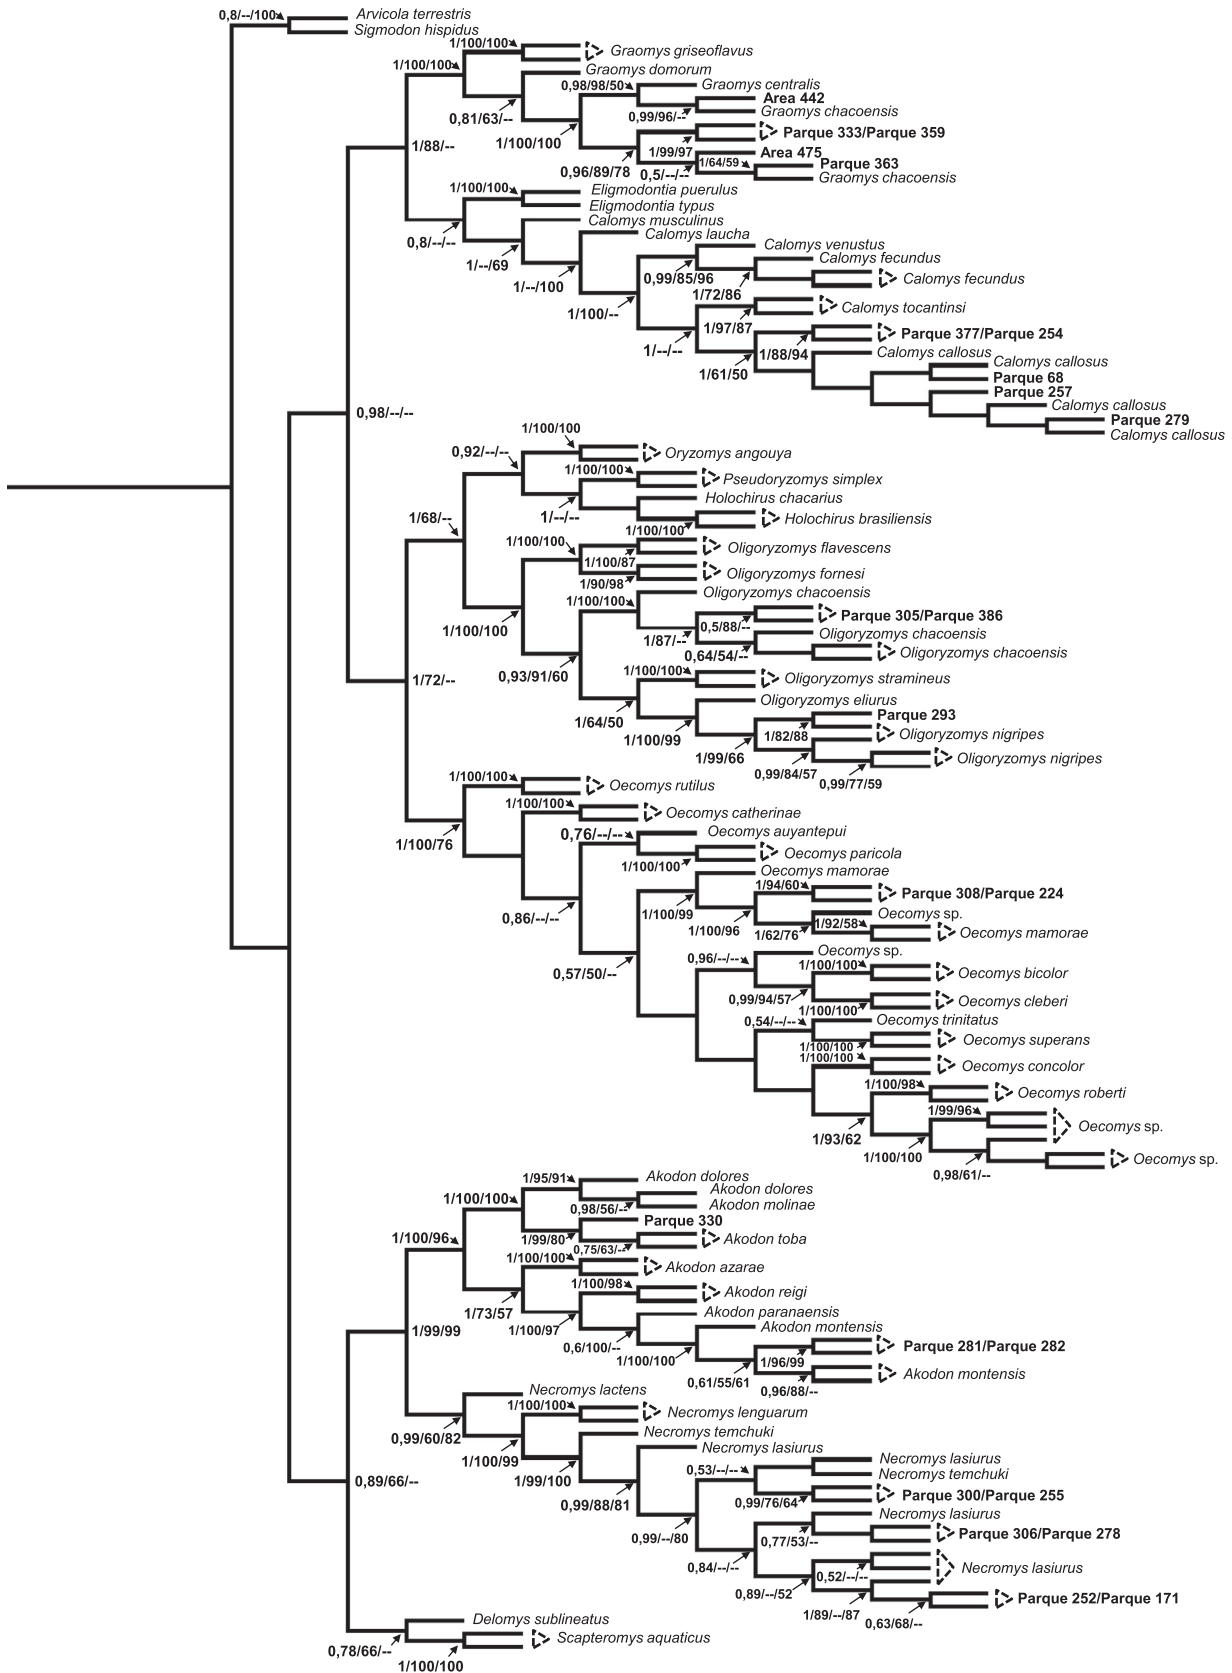 0,8/--/100
Arvicola terrestris
Sigmodon hispidus
1/100/100
Graomys griseoflavus
1/100/100
Graomys domorum
0,98/98/50
Graomys centralis
Area 442
0,81/63/--
0,99/96/--
Graomys chacoensis
1/100/100
Parque 333/Parque 359
1/88/--
1/99/97
Area 475
0,96/89/78
0,5/--/--
1/64/59
Parque 363
Graomys chacoensis
1/100/100
Eligmodontia puerulus
Eligmodontia typus
Calomys musculinus
0,8/--/--
Calomys laucha
1/--/69
Calomys venustus
Calomys fecundus
0,99/85/96
Calomys fecundus
1/--/100
1/72/86
1/100/--
Calomys tocantinsi
1/97/87
Parque 377/Parque 254
1/--/--
1/88/94
Calomys callosus
1/61/50
Calomys callosus
Parque 68
Parque 257
Calomys callosus
0,98/--/--
Parque 279
Calomys callosus
1/100/100
0,92/--/--
Oryzomys angouya
1/100/100
Pseudoryzomys simplex
Holochirus chacarius
1/--/--
1/68/--
Holochirus brasiliensis
1/100/100
1/100/100
Oligoryzomys flavescens
1/100/87
Oligoryzomys fornesi
1/90/98
Oligoryzomys chacoensis
1/100/100
Parque 305/Parque 386
1/100/100
0,5/88/--
Oligoryzomys chacoensis
1/87/--
Oligoryzomys chacoensis
0,64/54/--
0,93/91/60
1/72/--
1/100/100
Oligoryzomys stramineus
Oligoryzomys eliurus
1/64/50
Parque 293
1/100/99
1/82/88
Oligoryzomys nigripes
1/99/66
Oligoryzomys nigripes
0,99/84/57
0,99/77/59
1/100/100
Oecomys rutilus
1/100/100
Oecomys catherinae
0,76/--/--
Oecomys auyantepui
1/100/76
Oecomys paricola
1/100/100
Oecomys mamorae
1/94/60
Parque 308/Parque 224
0,86/--/--
1/100/99
Oecomys sp.
1/100/96
1/92/58
1/62/76
Oecomys mamorae
0,96/--/--
Oecomys sp.
0,57/50/--
1/100/100
Oecomys bicolor
0,99/94/57
Oecomys cleberi
1/100/100
0,54/--/--
Oecomys trinitatus
Oecomys superans
1/100/100
1/100/100
Oecomys concolor
1/100/98
Oecomys roberti
1/99/96
1/93/62
Oecomys sp.
1/100/100
Oecomys sp.
0,98/61/--
1/95/91
Akodon dolores
Akodon dolores
1/100/100
0,98/56/--
Akodon molinae
Parque 330
1/100/96
1/99/80
Akodon toba
0,75/63/--
1/100/100
Akodon azarae
1/100/98
Akodon reigi
1/73/57
Akodon paranaensis
1/99/99
1/100/97
Akodon montensis
0,6/100/--
Parque 281/Parque 282
1/100/100
1/96/99
0,61/55/61
Akodon montensis
0,96/88/--
Necromys lactens
1/100/100
Necromys lenguarum
0,99/60/82
Necromys temchuki
1/100/99
Necromys lasiurus
Necromys lasiurus
0,53/--/--
Necromys temchuki
1/99/100
0,89/66/--
0,99/76/64
Parque 300/Parque 255
0,99/88/81
Necromys lasiurus
0,99/--/80
0,77/53/--
Parque 306/Parque 278
0,84/--/--
0,52/--/--
Necromys lasiurus
0,89/--/52
Parque 252/Parque 171
1/89/--/87
0,63/68/--
Delomys sublineatus
Scapteromys aquaticus
0,78/66/--
1/100/100